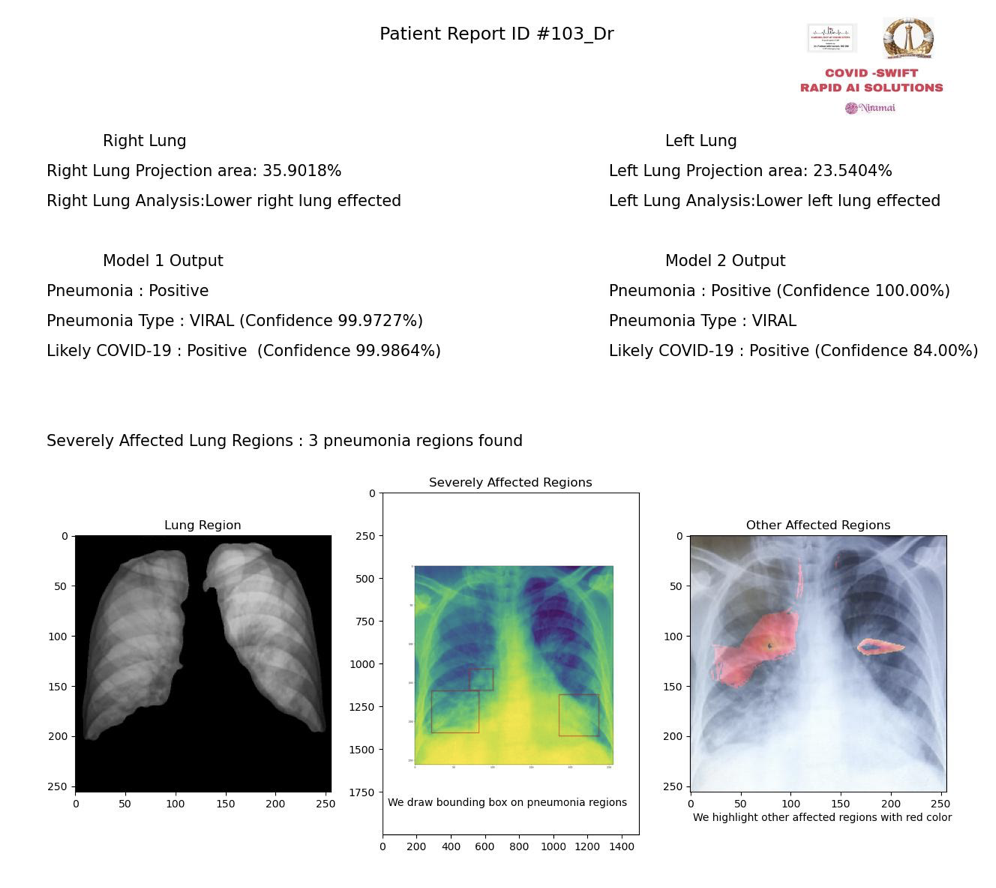 Patient Report ID #103_Dr
COVID -SWIFT
RAPID AI SOLUTIONS
Niramai
Right Lung
Right Lung Projection area: 35.9018%
Right Lung Analysis:Lower right lung effected
Left Lung
Left Lung Projection area: 23.5404%
Left Lung Analysis:Lower left lung effected
Model 1 Output
Pneumonia : Positive
Pneumonia Type : VIRAL (Confidence 99.9727%)
Likely COVID-19 : Positive  (Confidence 99.9864%)
Model 2 Output
Pneumonia : Positive (Confidence 100.00%)
Pneumonia Type : VIRAL
Likely COVID-19 : Positive (Confidence 84.00%)
Severely Affected Lung Regions : 3 pneumonia regions found
Lung Region
0
50
100
150
200
250
0 50 100 150 200 250
Severely Affected Regions
0
250
500
750
1000
1250
1500
1750
We draw bounding box on pneumonia regions
0 200 400 600 800 1000 1200 1400
Other Affected Regions
0
50
100
150
200
250
0 50 100 150 200 250
We highlight other affected regions with red color